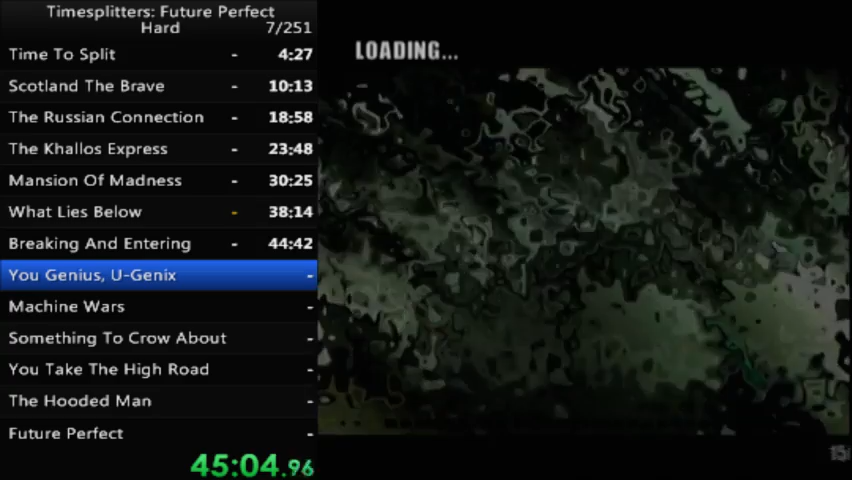 Timesplitters: Future Perfect
Hard 7/251
Time To Split - 4:27
Scotland The Brave - 10:13
The Russian Connection - 18:58
The Khallos Express - 23:48
Mansion Of Madness - 30:25
What Lies Below - 38:14
Breaking And Entering - 44:42
You Genius, U-Genix -
Machine Wars -
Something To Crow About -
You Take The High Road -
The Hooded Man -
Future Perfect -
45:04.96
LOADING...